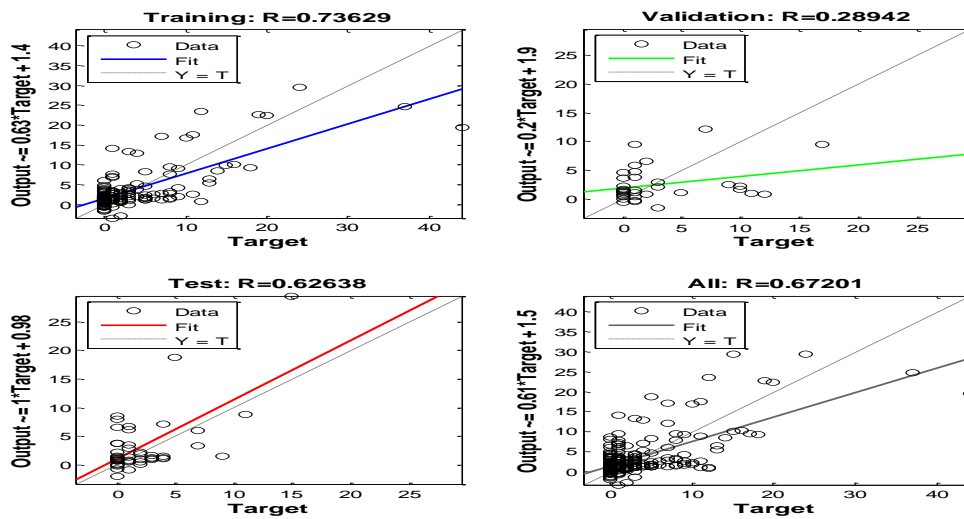 Training: R=0.73629
Output ~= 0.63*Target + 1.4
40
35
30
25
20
15
10
5
0
Data
Fit
Y = T
0
20
40
Target
Validation: R=0.28942
Output ~= 0.2*Target + 1.9
25
20
15
10
5
0
Data
Fit
Y = T
0
5
10
15
20
25
Target
Test: R=0.62638
Output ~= 1*Target + 0.98
25
20
15
10
5
0
Data
Fit
Y = T
0
5
15
25
Target
All: R=0.67201
Output ~= 0.61*Target + 1.5
40
35
30
25
20
15
10
5
0
Data
Fit
Y = T
0
10
20
30
40
Target